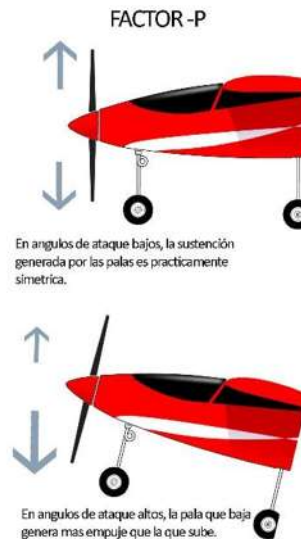 FACTOR -P
En angulos de ataque bajos, la sustención
generada por las palas es practicamente
simetrica.
En angulos de ataque altos, la pala que baja
genera mas empuje que la que sube.